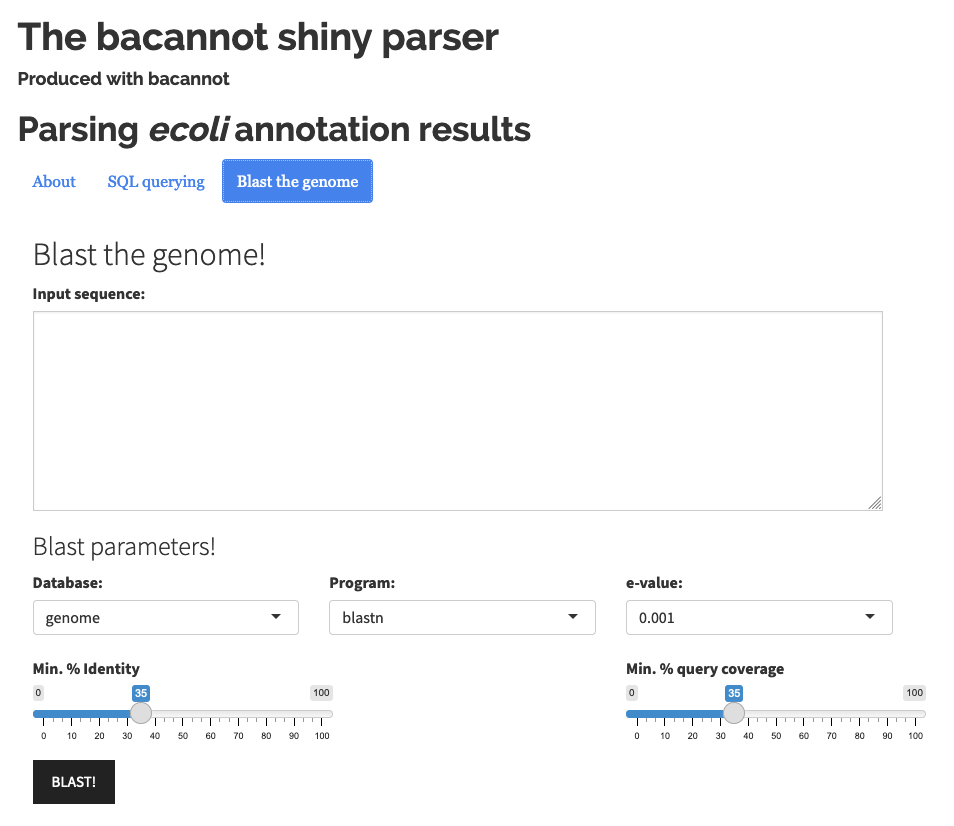 The bacannot shiny parser
Produced with bacannot
Parsing ecoli annotation results
About SQL querying Blast the genome
Blast the genome!
Input sequence:
Blast parameters!
Database: Program: e-value:
genome blastn 0.001
Min. % Identity Min. % query coverage
0 35 100 0 35 100
0 10 20 30 40 50 60 70 80 90 100 0 10 20 30 40 50 60 70 80 90 100
BLAST!